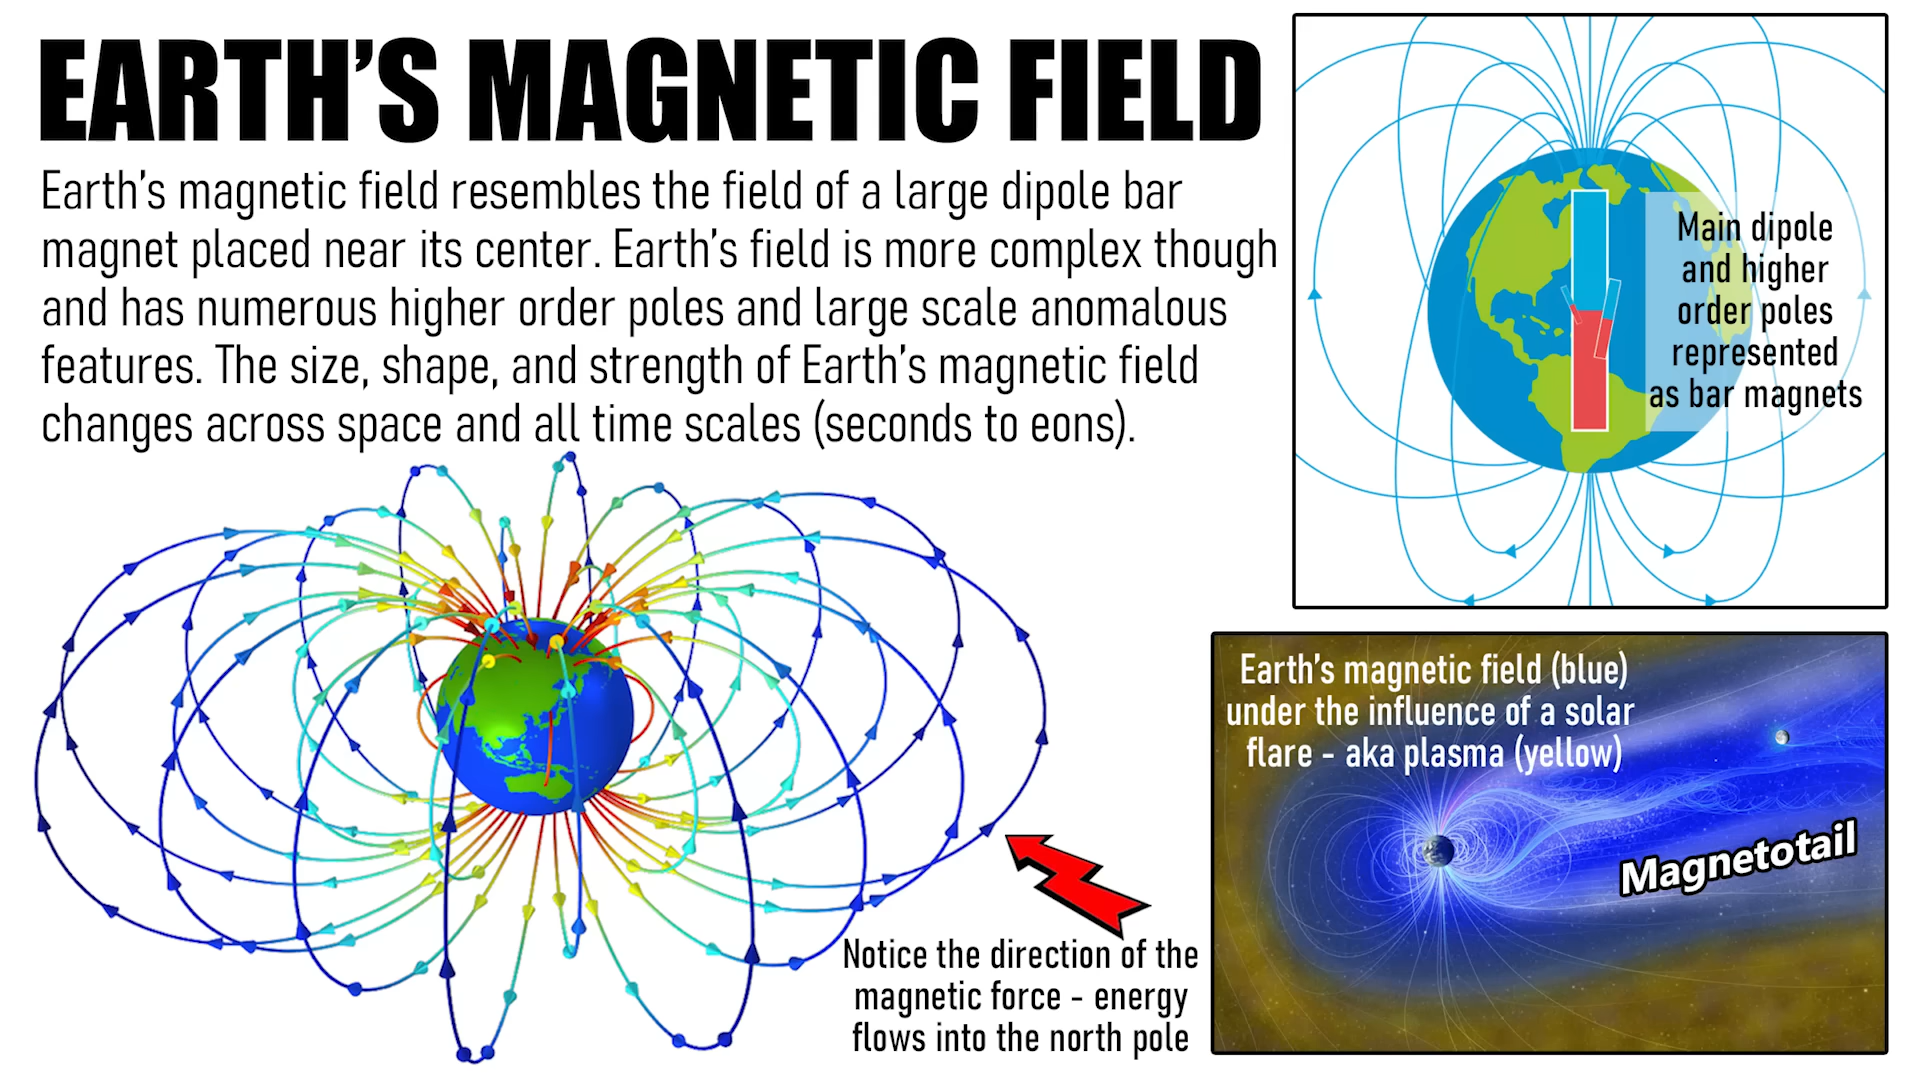 EARTH'S MAGNETIC FIELD
Earth's magnetic field resembles the field of a large dipole bar
magnet placed near its center. Earth's field is more complex though
and has numerous higher order poles and large scale anomalous
features. The size, shape, and strength of Earth's magnetic field
changes across space and all time scales (seconds to eons).
Main dipole
and higher
order poles
represented
as bar magnets
Notice the direction of the
magnetic force - energy
flows into the north pole
Earth's magnetic field (blue)
under the influence of a solar
flare - aka plasma (yellow)
Magnetotail